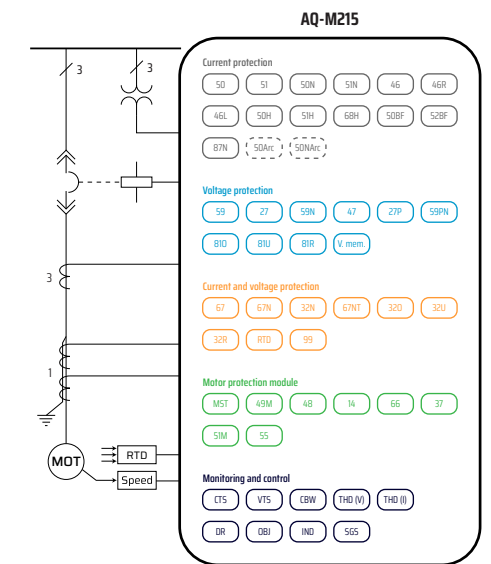 AQ-M215
3
3
Current protection
50 51 50N 51N 46 46R
46L 50H 51H 68H 50BF 52BF
87N 50Arc 50NArc
Voltage protection
59 27 59N 47 27P 59PN
81O 81U 81R V. mem.
3
Current and voltage protection
67 67N 32N 67NT 32O 32U
32R RTD 99
1
Motor protection module
MST 49M 48 14 66 37
51M 55
MOT
RTD
Speed
Monitoring and control
CTS VTS CBW THD (V) THD (I)
DR OBJ IND SGS